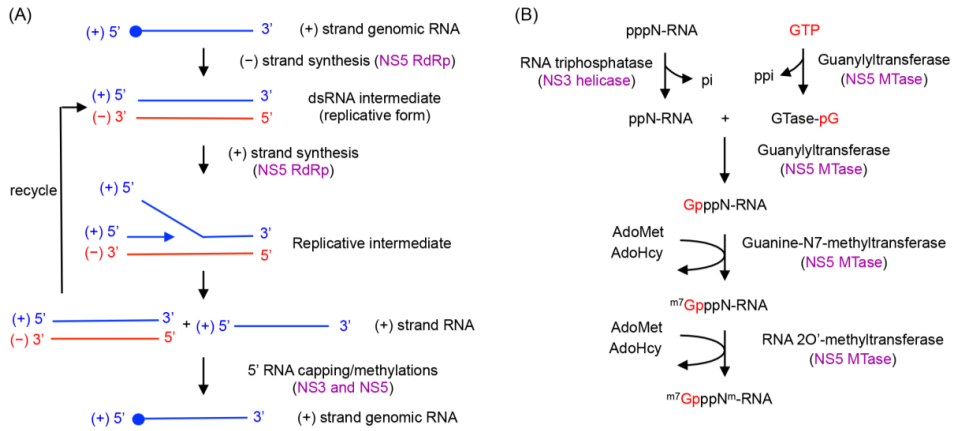 (A)
(+) 5' 3' (+) strand genomic RNA
(−) strand synthesis (NS5 RdRp)
(+) 5' 3' dsRNA intermediate
(−) 3' 5' (replicative form)
(+) strand synthesis
(NS5 RdRp)
recycle
(+) 5'
(+) 5' 3'
(−) 3' 5'
Replicative intermediate
(+) 5' 3' + (+) 5' 3' (+) strand RNA
(−) 3' 5'
5' RNA capping/methylations
(NS3 and NS5)
(+) 5' 3' (+) strand genomic RNA
(B)
pppN-RNA GTP
RNA triphosphatase
(NS3 helicase)
pi
ppi
Guanylyltransferase
(NS5 MTase)
ppN-RNA + GTase-pG
Guanylyltransferase
(NS5 MTase)
GpppN-RNA
AdoMet
AdoHcy
Guanine-N7-methyltransferase
(NS5 MTase)
m7GpppN-RNA
AdoMet
AdoHcy
RNA 2O'-methyltransferase
(NS5 MTase)
m7GpppNm-RNA